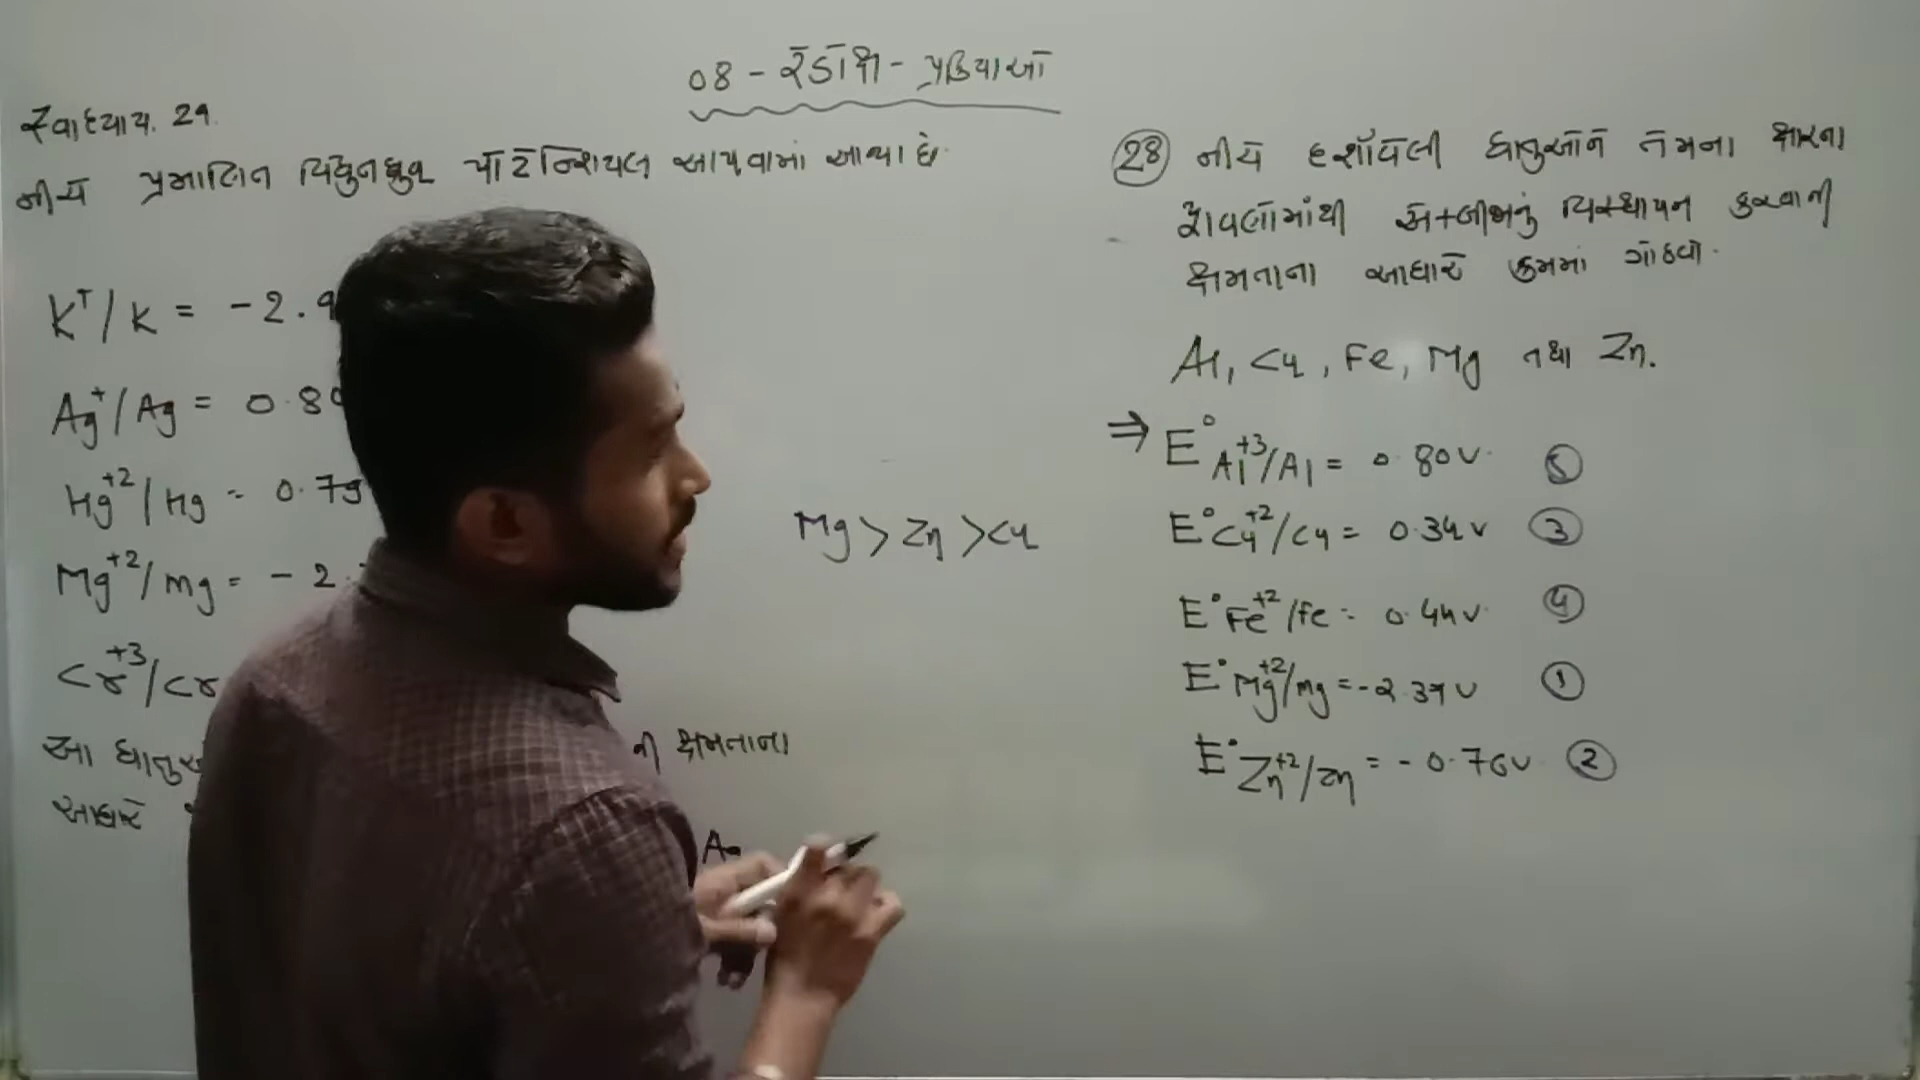 08 - રેડોક્ષ - પ્રક્રિયાઓ
સ્વાધ્યાય. 29.
નીચે પ્રમાણિત વિધુતધ્રુવ પોટેન્શિયલ આપવામાં આવ્યા છે.
K⁺/K = -2.9
Ag⁺/Ag = 0.80
Hg⁺²/Hg = 0.79
Mg⁺²/mg = -2.
Cr⁺³/Cr
આ ધાતુ ની ક્ષમતાના
આધારે
Mg > Zn > Cu
28 નીચે દર્શાવેલી ધાતુઓને તેમના ક્ષારના
દ્રાવણોમાંથી એકબીજાનું વિસ્થાપન કરવાની
ક્ષમતાના આધારે ક્રમમાં ગોઠવો.
Al, Cu, Fe, Mg તથા Zn.
⇒ E° Al⁺³/Al = 0.80v. 5
E° Cu⁺²/Cu = 0.34v 3
E° Fe⁺²/fe = 0.44v. 4
E° Mg⁺²/mg = -2.37v 1
E° Zn⁺²/zn = -0.76v 2